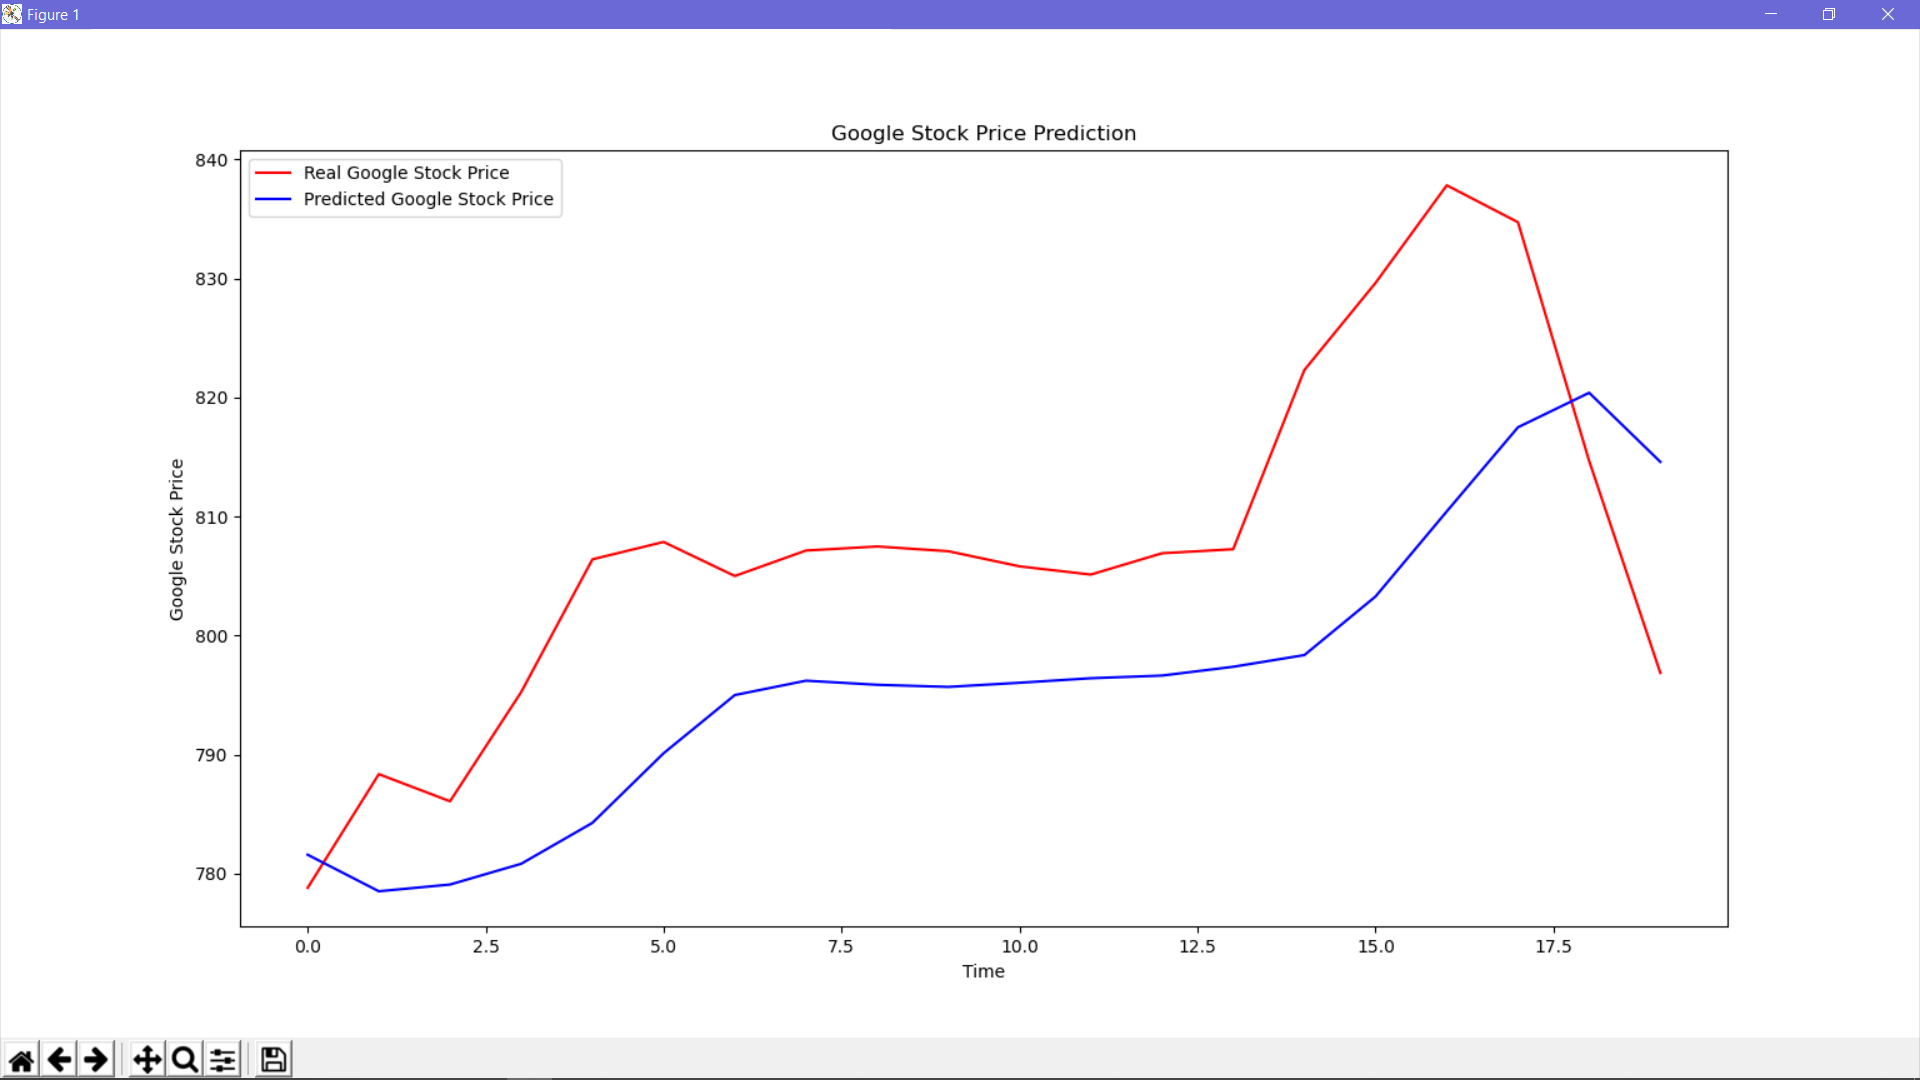 Figure 1
Google Stock Price Prediction
Real Google Stock Price
Predicted Google Stock Price
840
830
820
810
800
790
780
Google Stock Price
0.0 2.5 5.0 7.5 10.0 12.5 15.0 17.5
Time